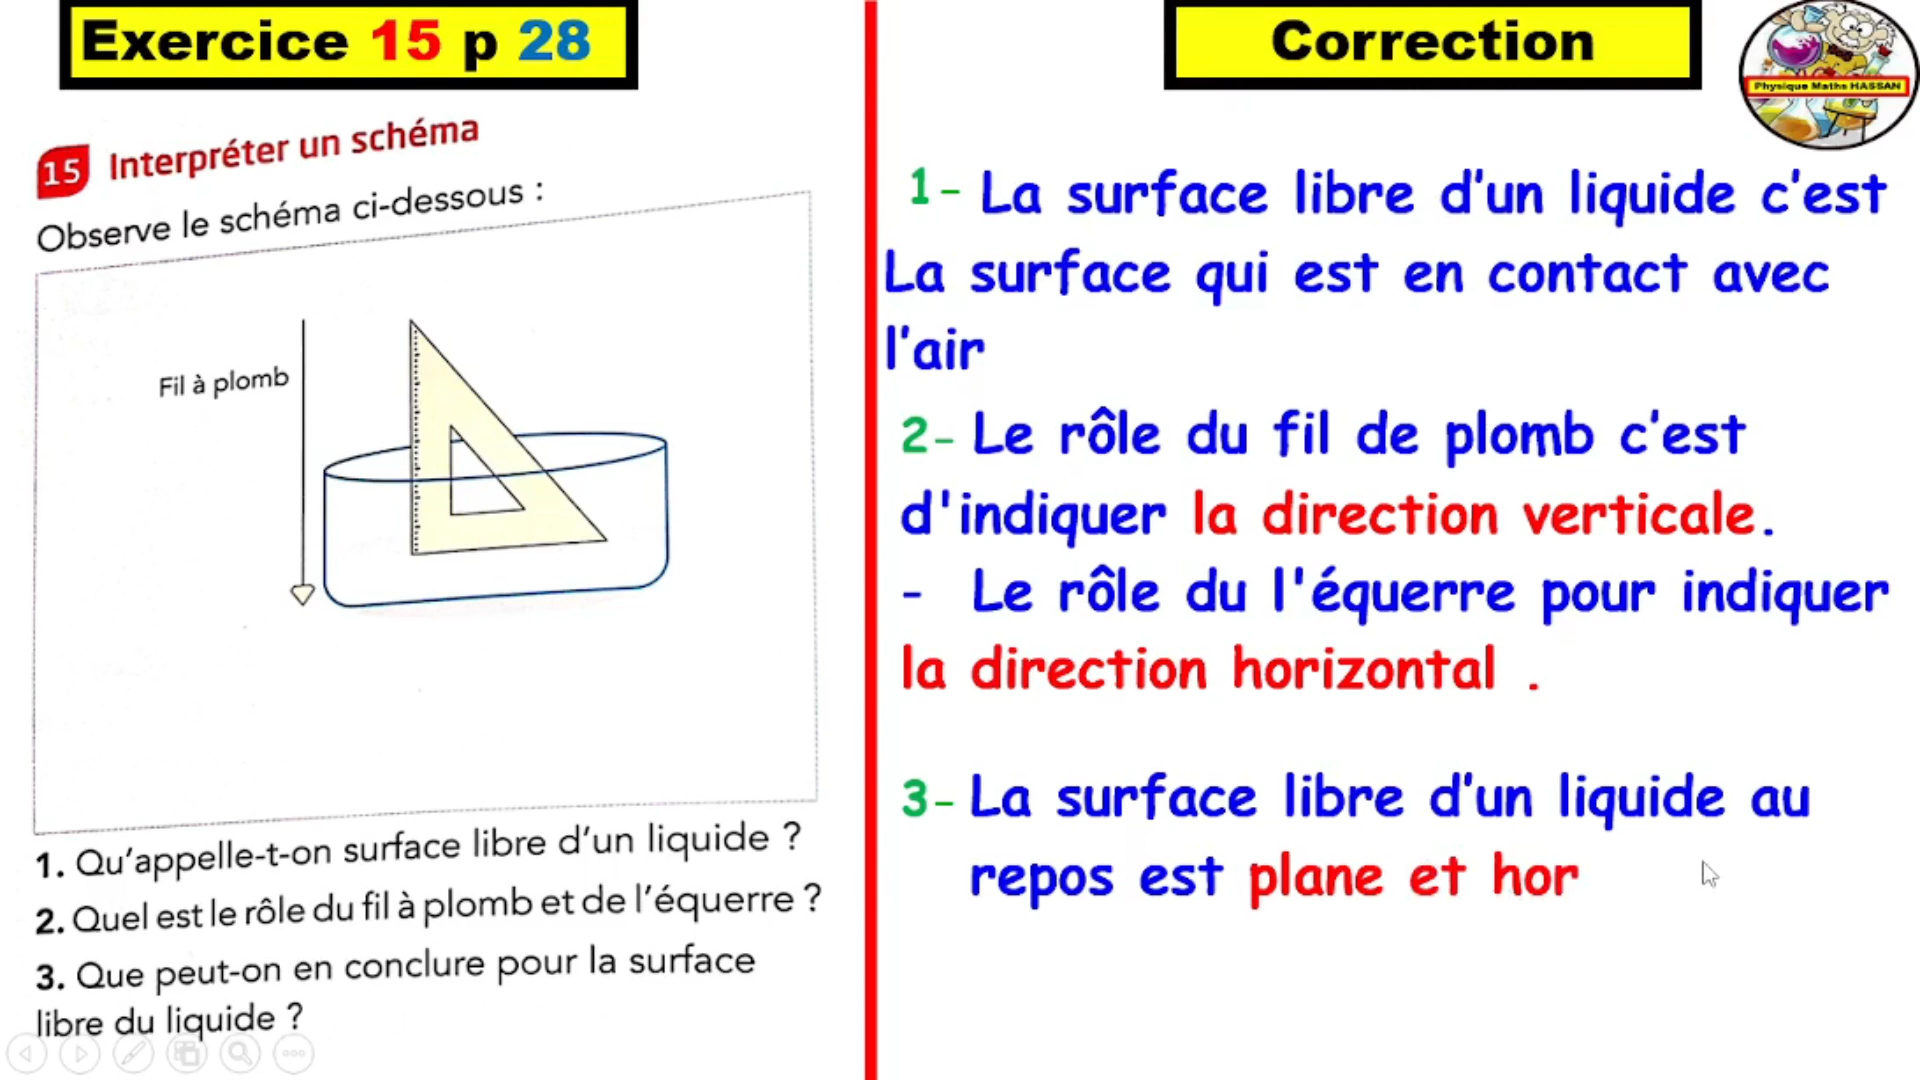 Exercice 15 p 28
15 Interpréter un schéma
Observe le schéma ci-dessous :
Fil à plomb
1. Qu'appelle-t-on surface libre d'un liquide ?
2. Quel est le rôle du fil à plomb et de l'équerre ?
3. Que peut-on en conclure pour la surface
libre du liquide ?
Correction
Physique Maths HASSAN
1- La surface libre d'un liquide c'est
La surface qui est en contact avec
l'air
2- Le rôle du fil de plomb c'est
d'indiquer la direction verticale.
- Le rôle du l'équerre pour indiquer
la direction horizontal .
3- La surface libre d'un liquide au
repos est plane et hor